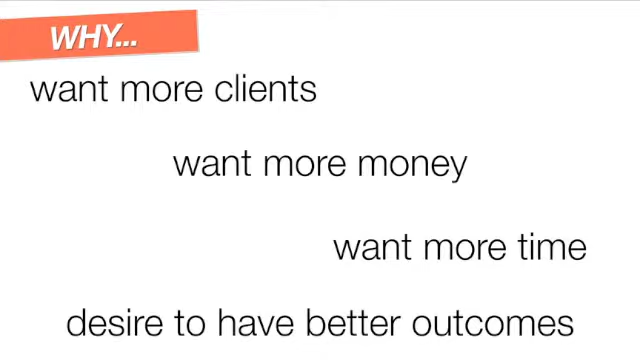 WHY...
want more clients
want more money
want more time
desire to have better outcomes